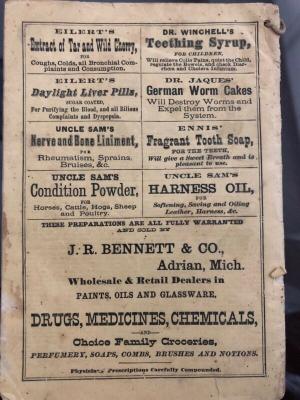 EILERT'S
Extract of Tar and Wild Cherry,
FOR
Coughs, Colds, all Bronchial Com-
plaints and Consumption.
DR. WINCHELL'S
Teething Syrup,
FOR CHILDREN,
Will relieve Colic Pains, quiet the Child,
regulate the Bowels, and check Diar-
rhœa and Cholera Infantum.
EILERT'S
Daylight Liver Pills,
SUGAR COATED,
For Purifying the Blood, and all Bilious
Complaints and Dyspepsia.
DR. JAQUES'
German Worm Cakes
Will Destroy Worms and
Expel them from the
System.
UNCLE SAM'S
Nerve and Bone Liniment,
FOR
Rheumatism, Sprains,
Bruises, &c.
ENNIS'
Fragrant Tooth Soap,
FOR THE TEETH,
Will give a Sweet Breath and is
pleasant to use.
UNCLE SAM'S
Condition Powder,
FOR
Horses, Cattle, Hogs, Sheep
and Poultry.
UNCLE SAM'S
HARNESS OIL,
FOR
Softening, Saving and Oiling
Leather, Harness, &c.
THESE PREPARATIONS ARE ALL FULLY WARRANTED
AND SOLD BY
J. R. BENNETT & CO.,
Adrian, Mich.
Wholesale & Retail Dealers in
PAINTS, OILS AND GLASSWARE,
DRUGS, MEDICINES, CHEMICALS,
—AND—
Choice Family Groceries,
PERFUMERY, SOAPS, COMBS, BRUSHES AND NOTIONS.
Physicians Prescriptions Carefully Compounded.